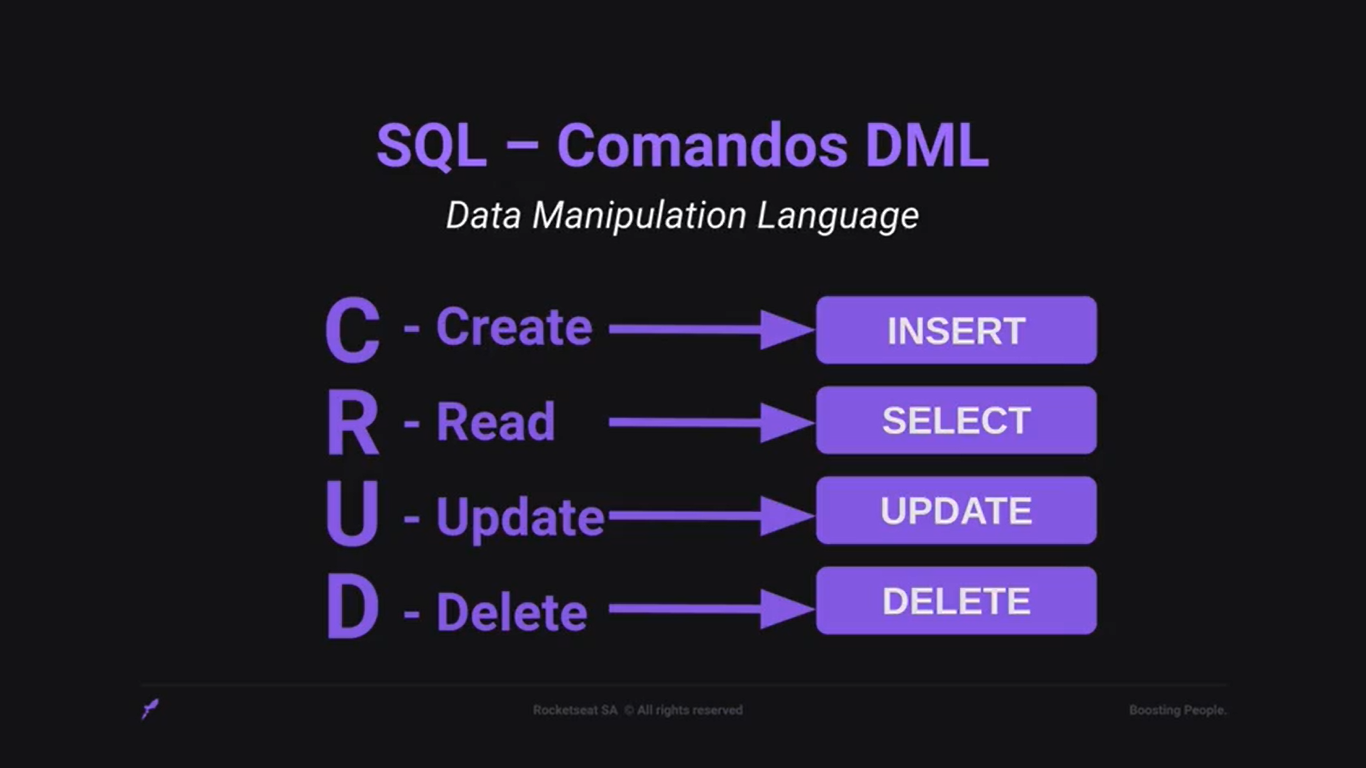 SQL – Comandos DML
Data Manipulation Language
C - Create INSERT
R - Read SELECT
U - Update UPDATE
D - Delete DELETE
Rocketseat SA © All rights reserved Boosting People.